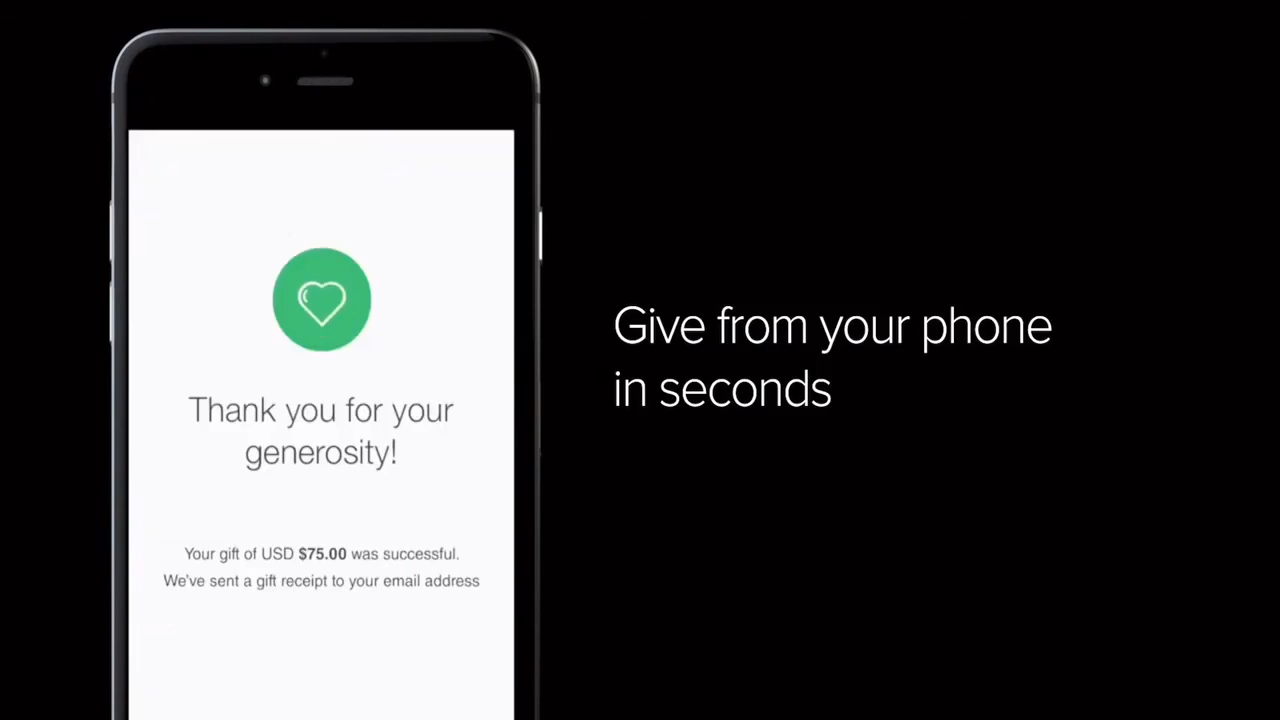 Thank you for your
generosity!
Your gift of USD $75.00 was successful.
We've sent a gift receipt to your email address
Give from your phone
in seconds